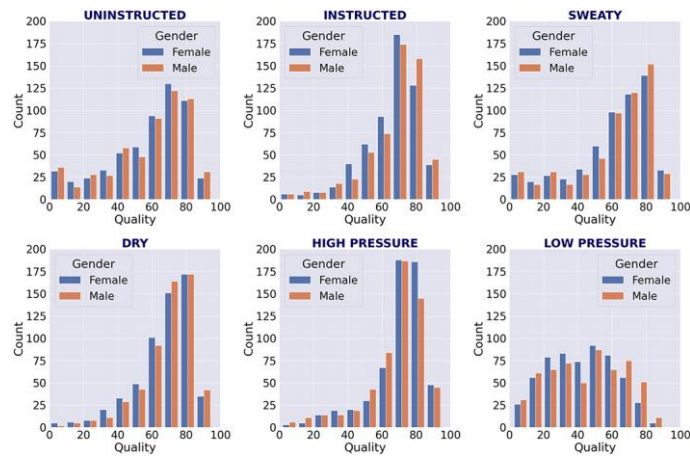 UNINSTRUCTED
200
175
150
125
100
75
50
25
0
Count
Gender
Female
Male
0 20 40 60 80 100
Quality
INSTRUCTED
200
175
150
125
100
75
50
25
0
Count
Gender
Female
Male
0 20 40 60 80 100
Quality
SWEATY
200
175
150
125
100
75
50
25
0
Count
Gender
Female
Male
0 20 40 60 80 100
Quality
DRY
200
175
150
125
100
75
50
25
0
Count
Gender
Female
Male
0 20 40 60 80 100
Quality
HIGH PRESSURE
200
175
150
125
100
75
50
25
0
Count
Gender
Female
Male
0 20 40 60 80 100
Quality
LOW PRESSURE
200
175
150
125
100
75
50
25
0
Count
Gender
Female
Male
0 20 40 60 80 100
Quality